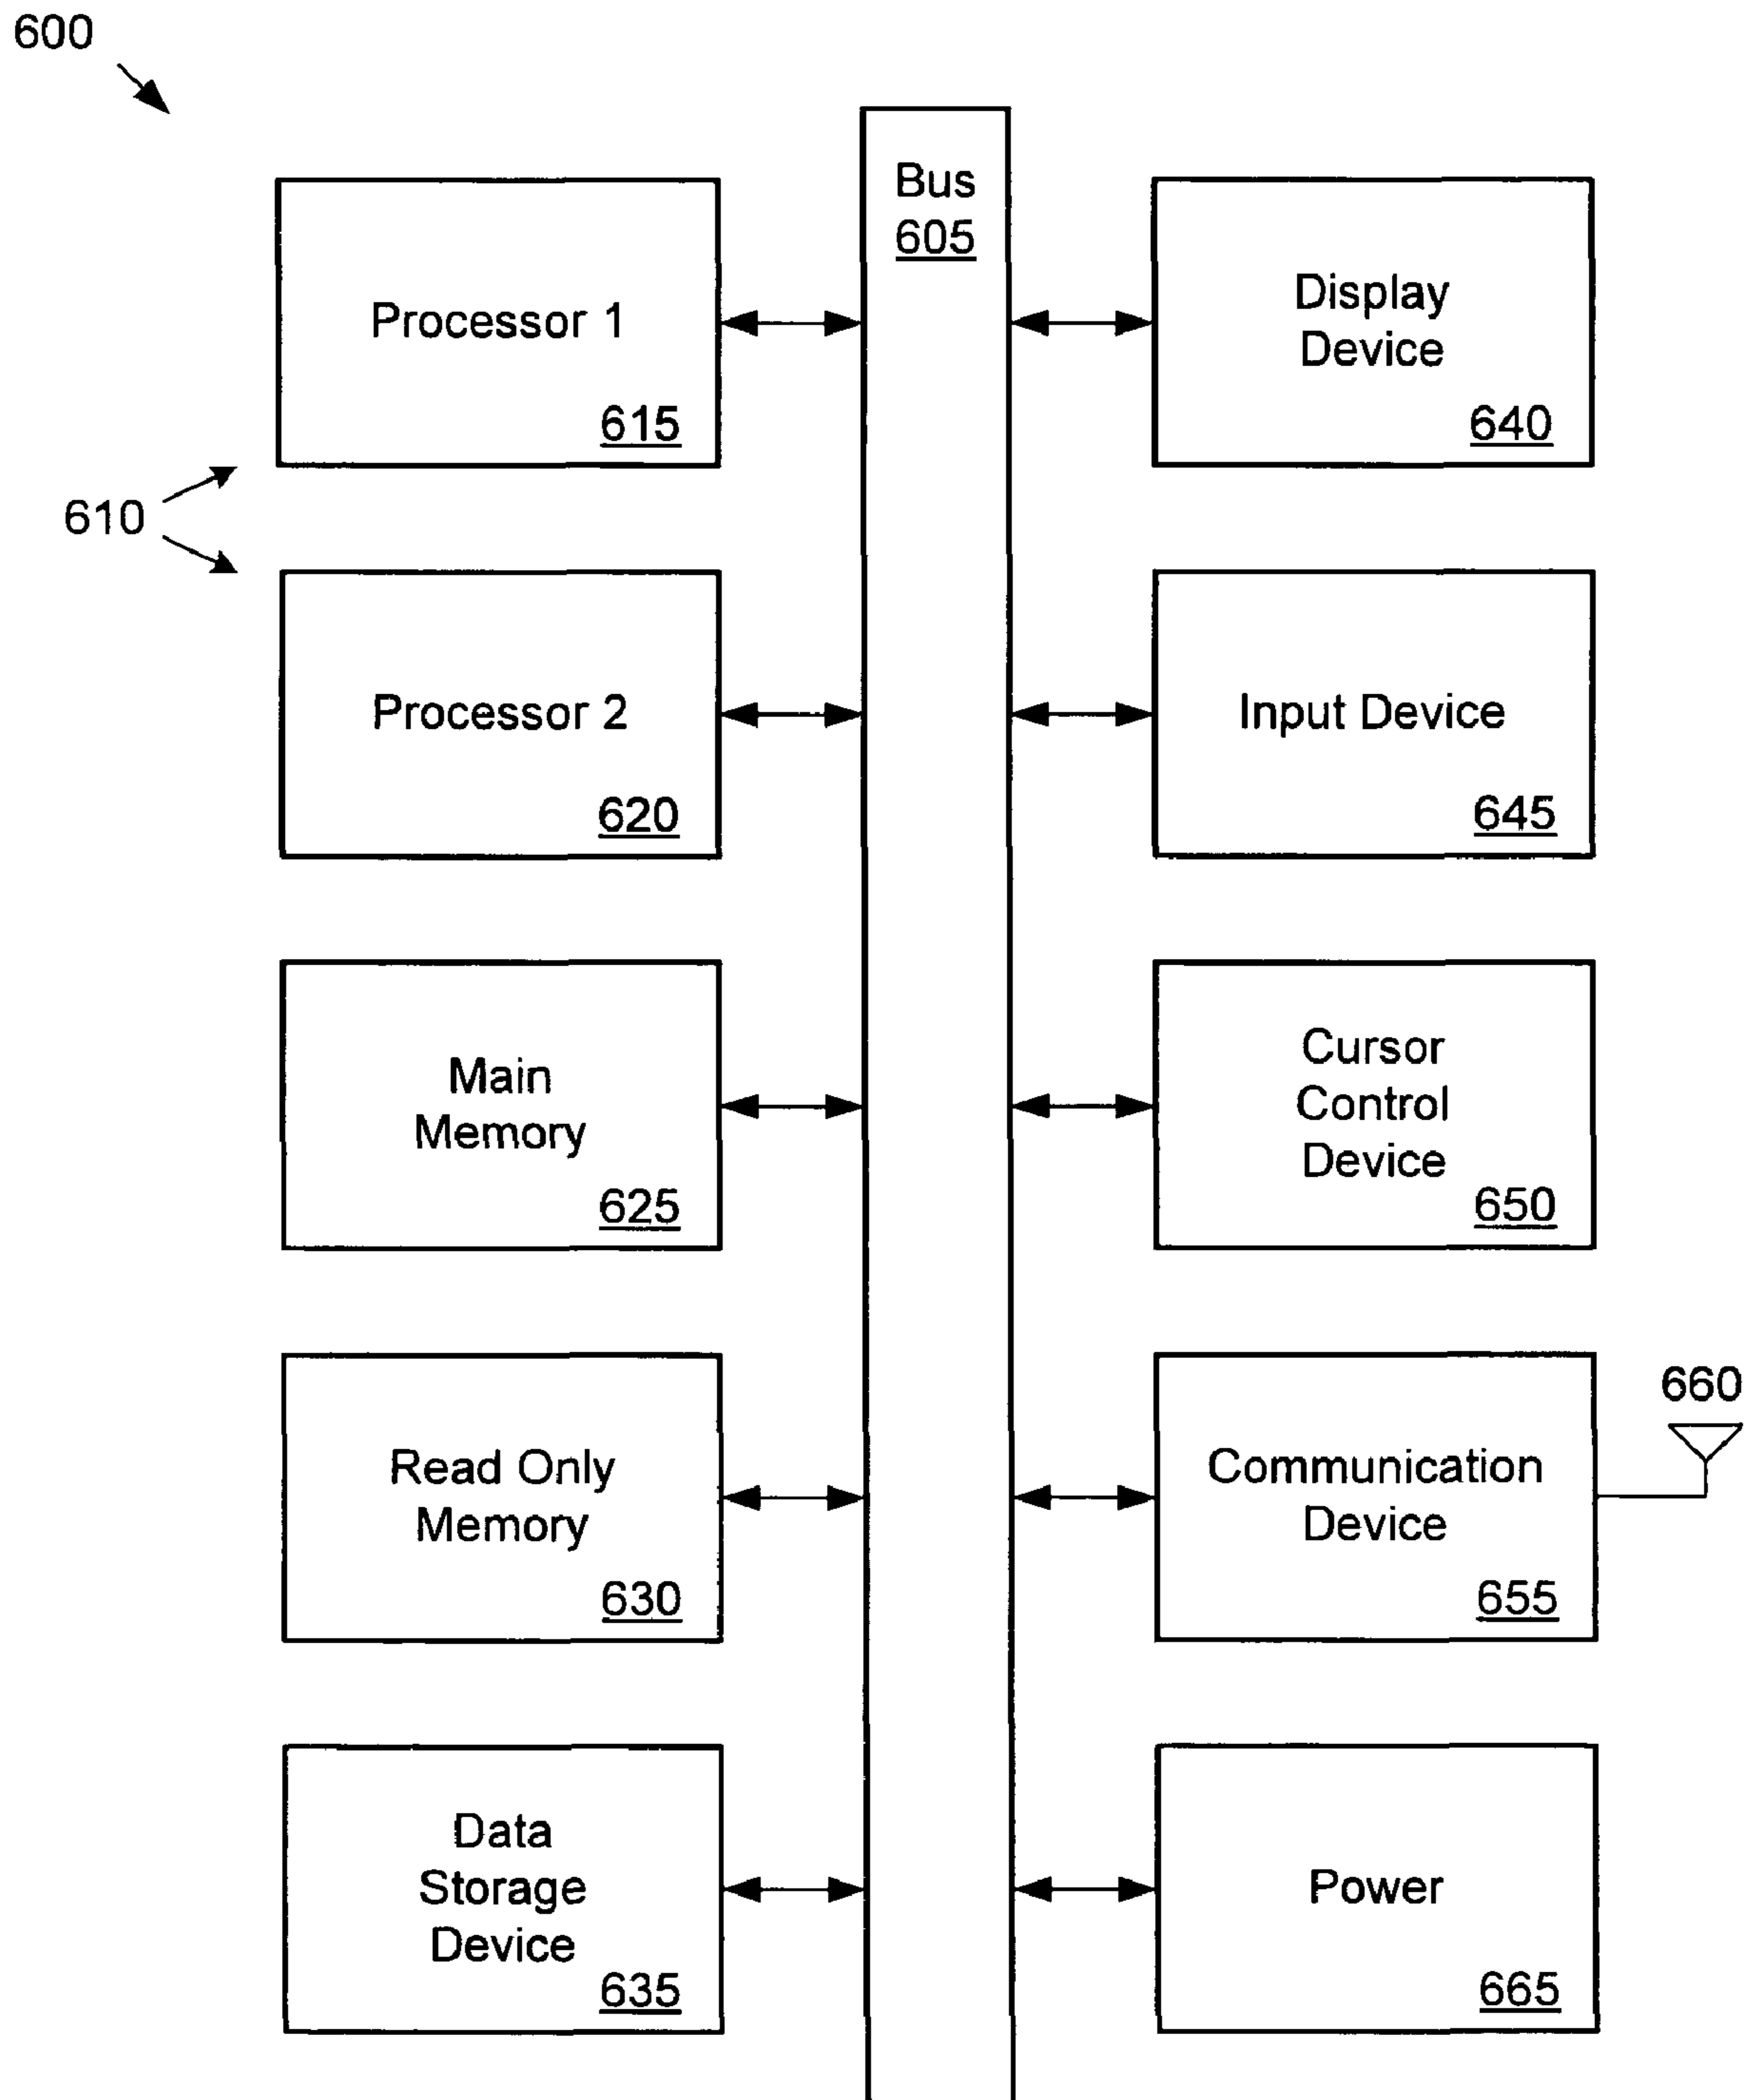 600
Bus
605
Processor 1
615
Display
Device
640
610
Processor 2
620
Input Device
645
Main
Memory
625
Cursor
Control
Device
650
Read Only
Memory
630
Communication
Device
655
660
Data
Storage
Device
635
Power
665